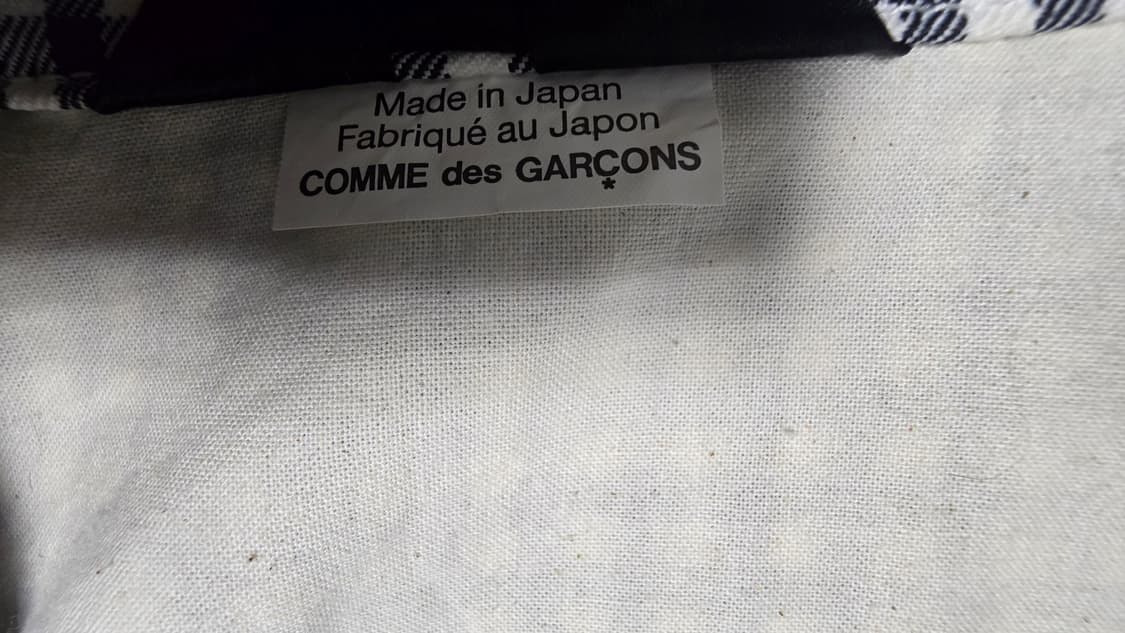 Made in Japan
Fabriqué au Japon
COMME des GARÇONS
*